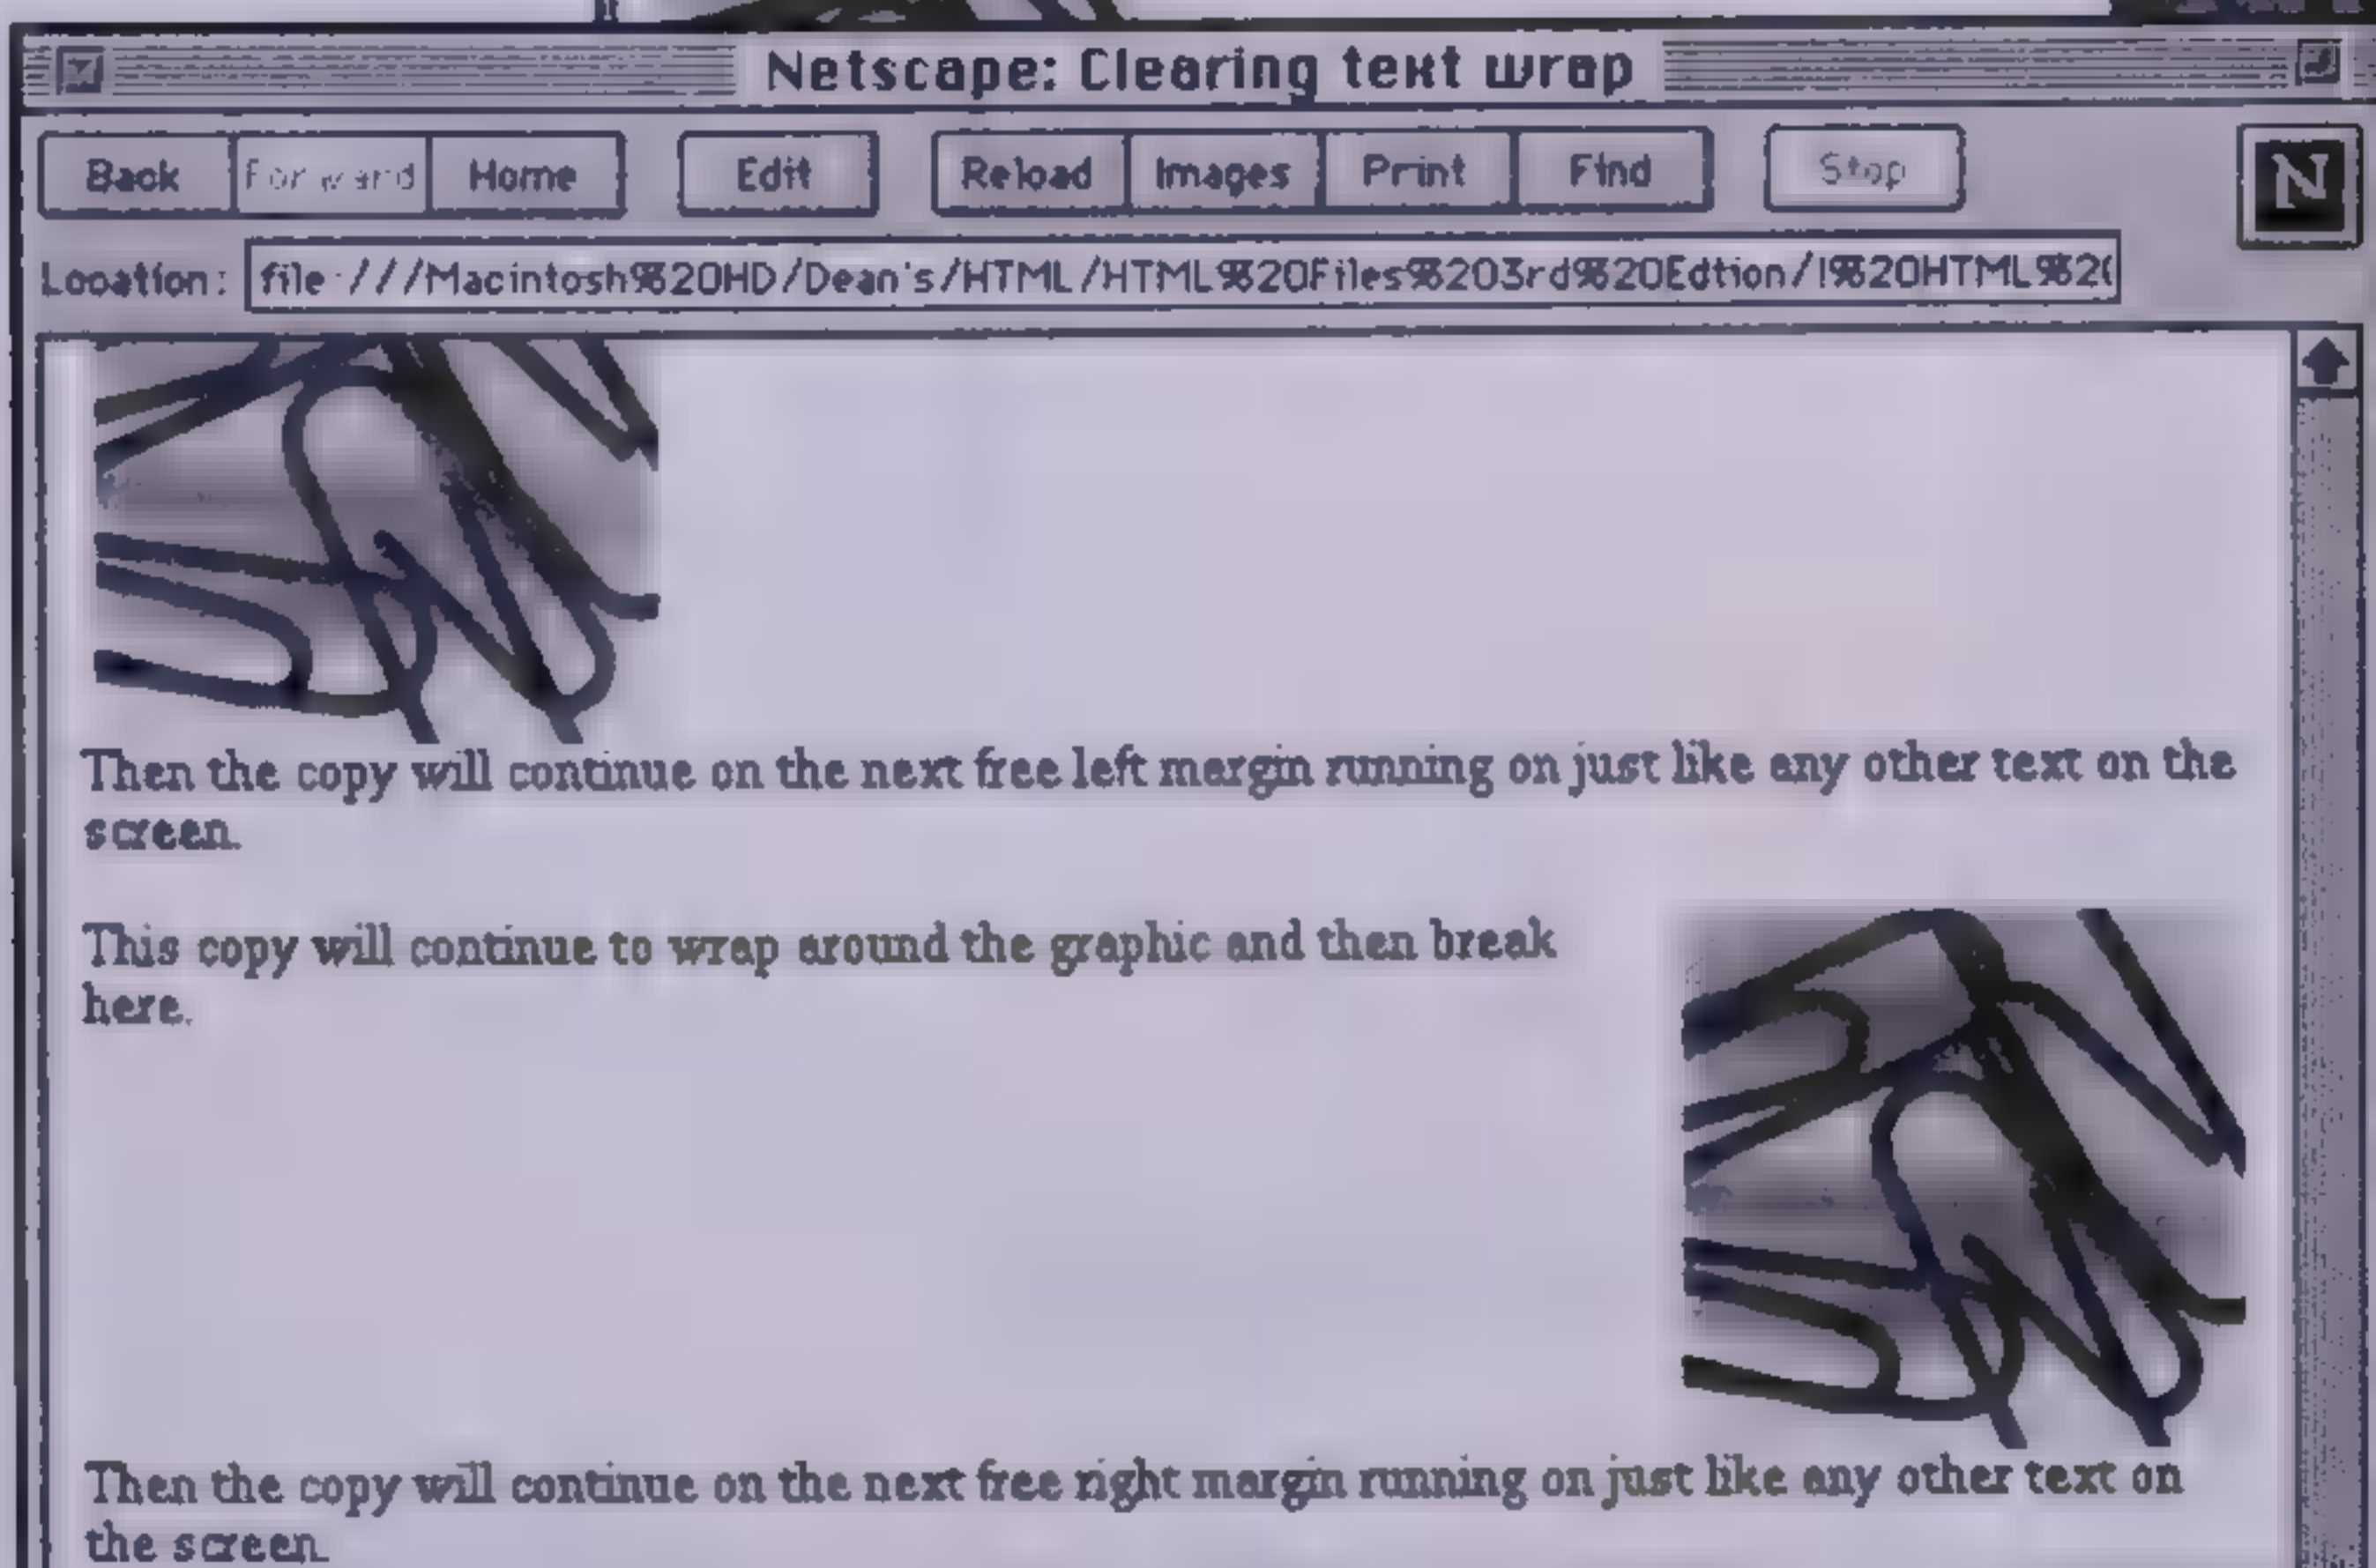 Netscape: Clearing text wrap
Back Forward Home Edit Reload Images Print Find Stop N
Location: file:///Macintosh%20HD/Dean's/HTML/HTML%20Files%203rd%20Edtion/!%20HTML%20
Then the copy will continue on the next free left margin running on just like any other text on the
screen.
This copy will continue to wrap around the graphic and then break
here.
Then the copy will continue on the next free right margin running on just like any other text on
the screen.